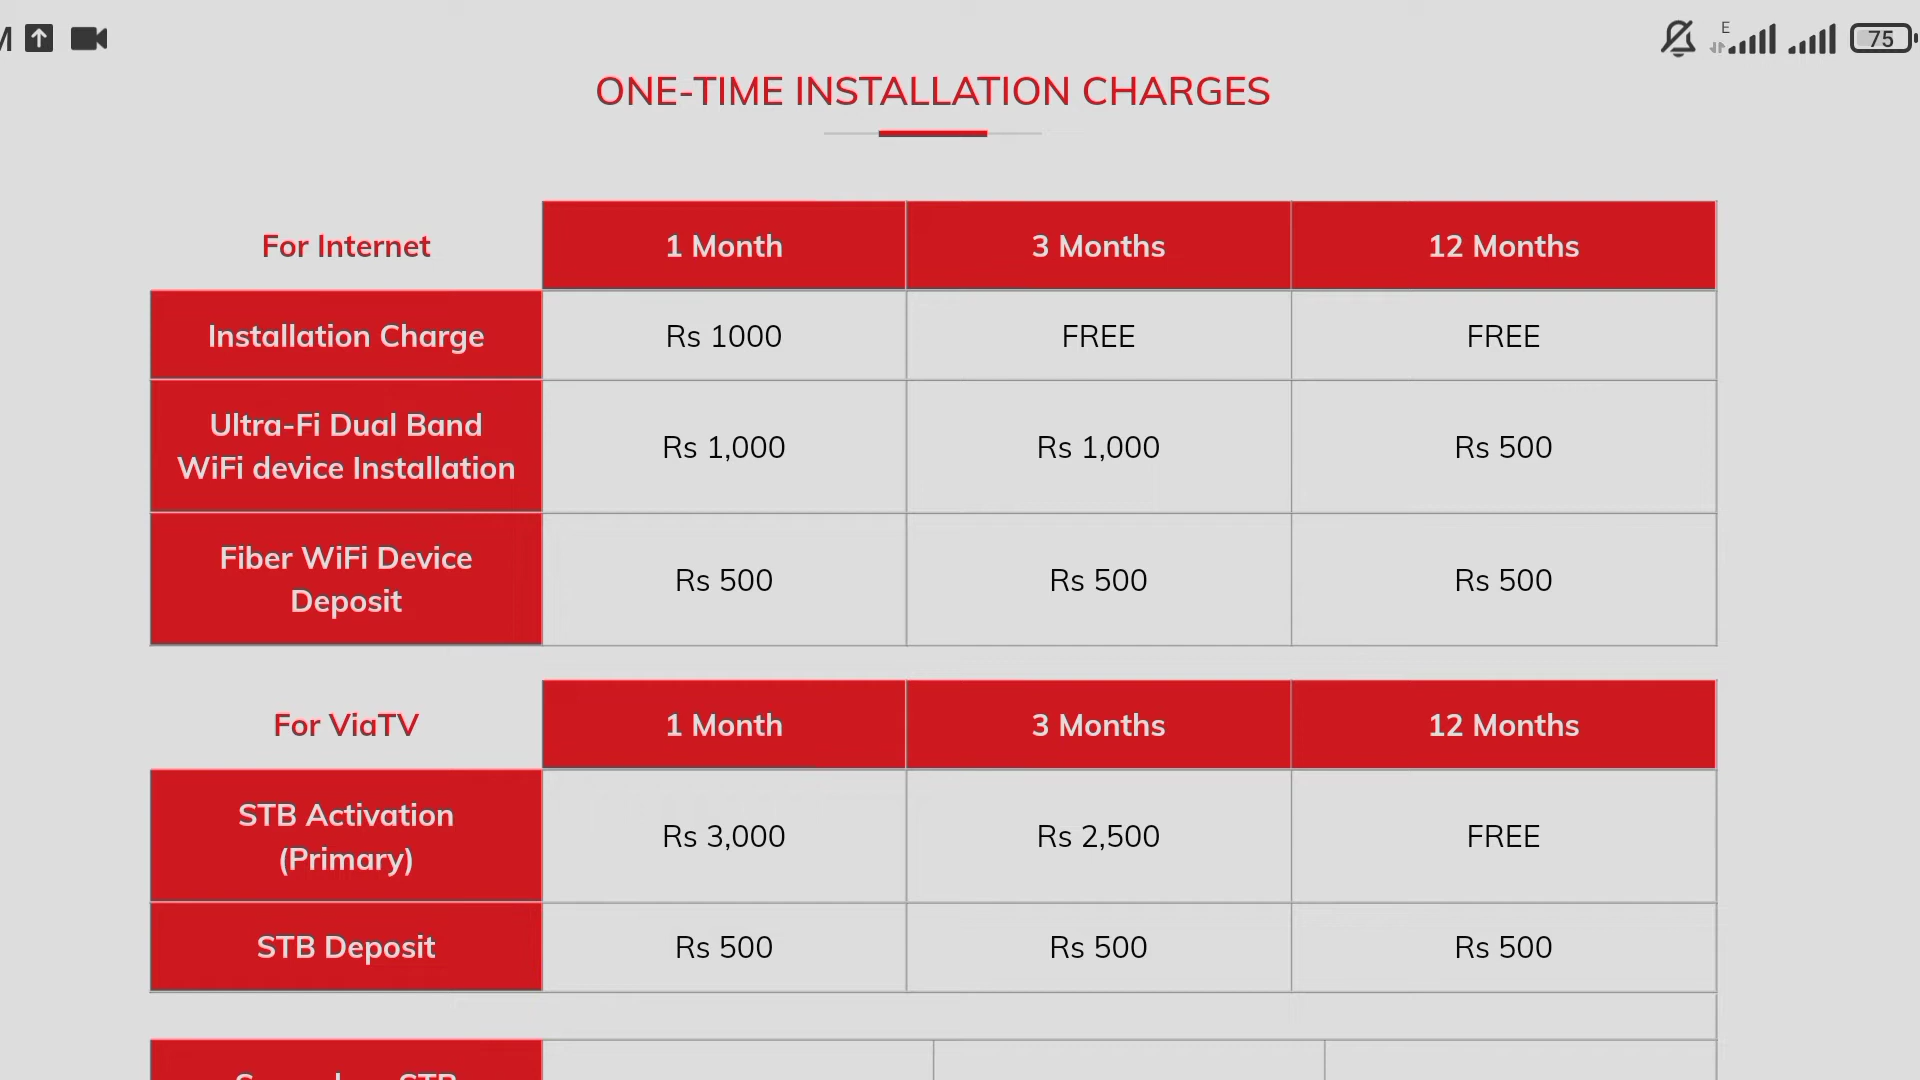 E
75
ONE-TIME INSTALLATION CHARGES
For Internet 1 Month 3 Months 12 Months
Installation Charge Rs 1000 FREE FREE
Ultra-Fi Dual Band
WiFi device Installation Rs 1,000 Rs 1,000 Rs 500
Fiber WiFi Device
Deposit Rs 500 Rs 500 Rs 500
For ViaTV 1 Month 3 Months 12 Months
STB Activation
(Primary) Rs 3,000 Rs 2,500 FREE
STB Deposit Rs 500 Rs 500 Rs 500
STB